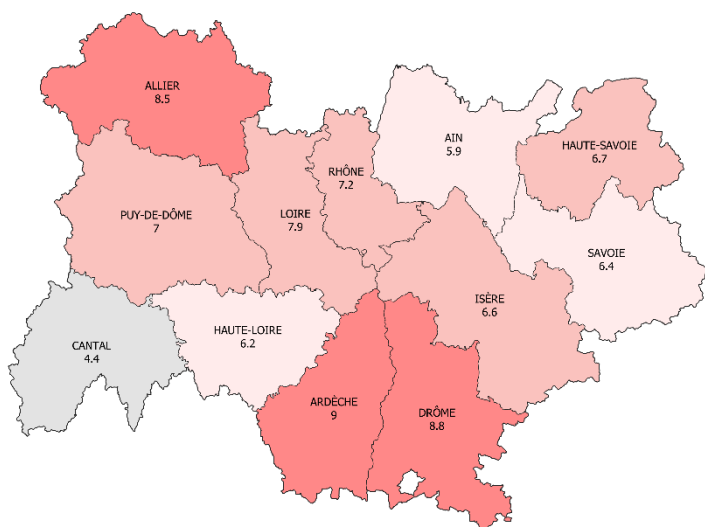 ALLIER
8.5
AIN
5.9
HAUTE-SAVOIE
6.7
RHÔNE
7.2
PUY-DE-DÔME
7
LOIRE
7.9
SAVOIE
6.4
ISÈRE
6.6
HAUTE-LOIRE
6.2
CANTAL
4.4
ARDÈCHE
9
DRÔME
8.8